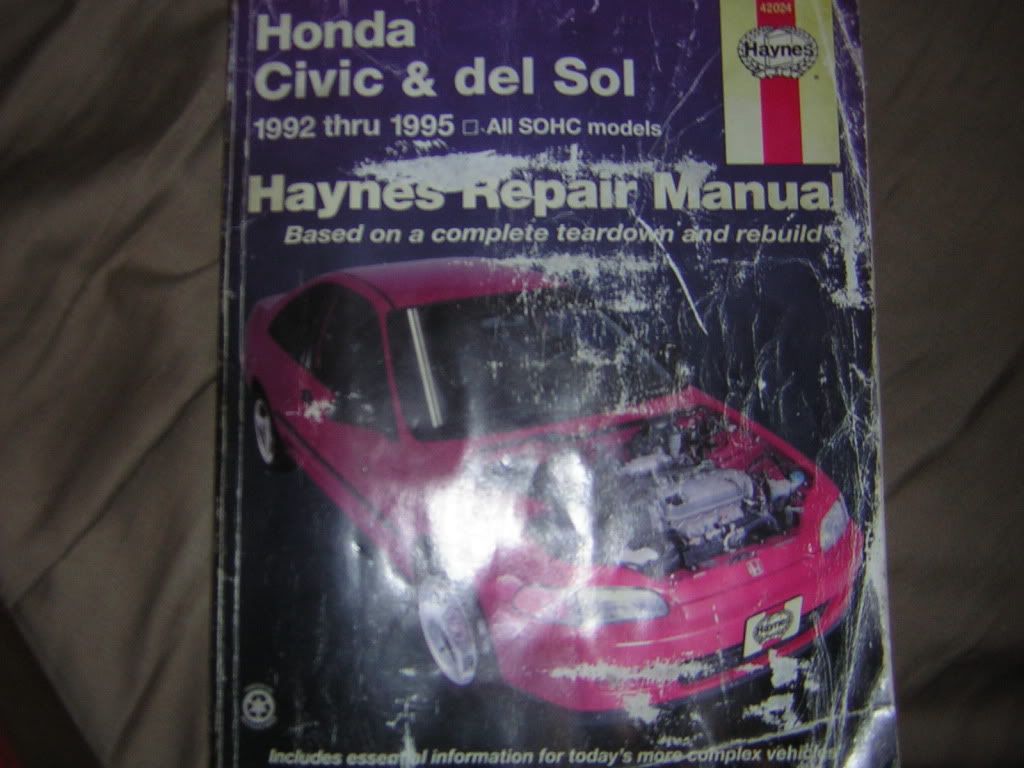 Honda
Civic & del Sol
1992 thru 1995 □ All SOHC models
42024
Haynes
Haynes Repair Manual
Based on a complete teardown and rebuild
Haynes
Includes essential information for today's more complex vehicles